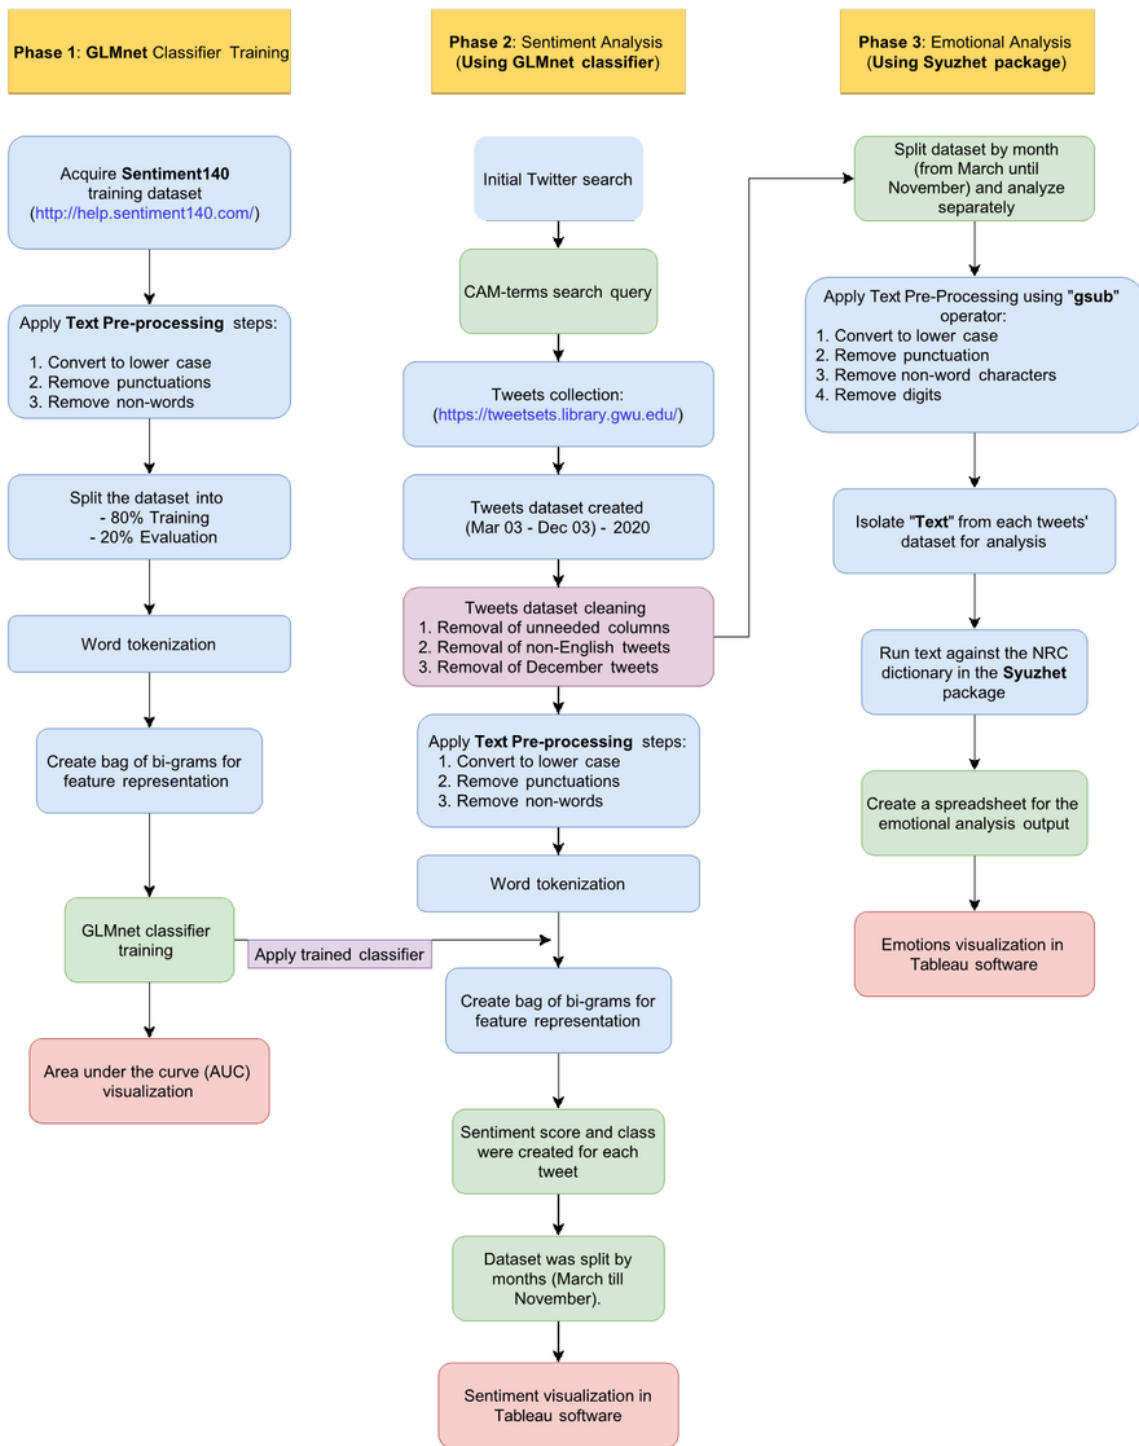 Phase 1: GLMnet Classifier Training
Acquire Sentiment140
training dataset
(http://help.sentiment140.com/)
Apply Text Pre-processing steps:
1. Convert to lower case
2. Remove punctuations
3. Remove non-words
Split the dataset into
- 80% Training
- 20% Evaluation
Word tokenization
Create bag of bi-grams for
feature representation
GLMnet classifier
training
Apply trained classifier
Area under the curve (AUC)
visualization
Phase 2: Sentiment Analysis
(Using GLMnet classifier)
Initial Twitter search
CAM-terms search query
Tweets collection:
(https://tweetsets.library.gwu.edu/)
Tweets dataset created
(Mar 03 - Dec 03) - 2020
Tweets dataset cleaning
1. Removal of unneeded columns
2. Removal of non-English tweets
3. Removal of December tweets
Apply Text Pre-processing steps:
1. Convert to lower case
2. Remove punctuations
3. Remove non-words
Word tokenization
Create bag of bi-grams for
feature representation
Sentiment score and class
were created for each
tweet
Dataset was split by
months (March till
November).
Sentiment visualization in
Tableau software
Phase 3: Emotional Analysis
(Using Syuzhet package)
Split dataset by month
(from March until
November) and analyze
separately
Apply Text Pre-Processing using "gsub"
operator:
1. Convert to lower case
2. Remove punctuation
3. Remove non-word characters
4. Remove digits
Isolate "Text" from each tweets'
dataset for analysis
Run text against the NRC
dictionary in the Syuzhet
package
Create a spreadsheet for the
emotional analysis output
Emotions visualization in
Tableau software